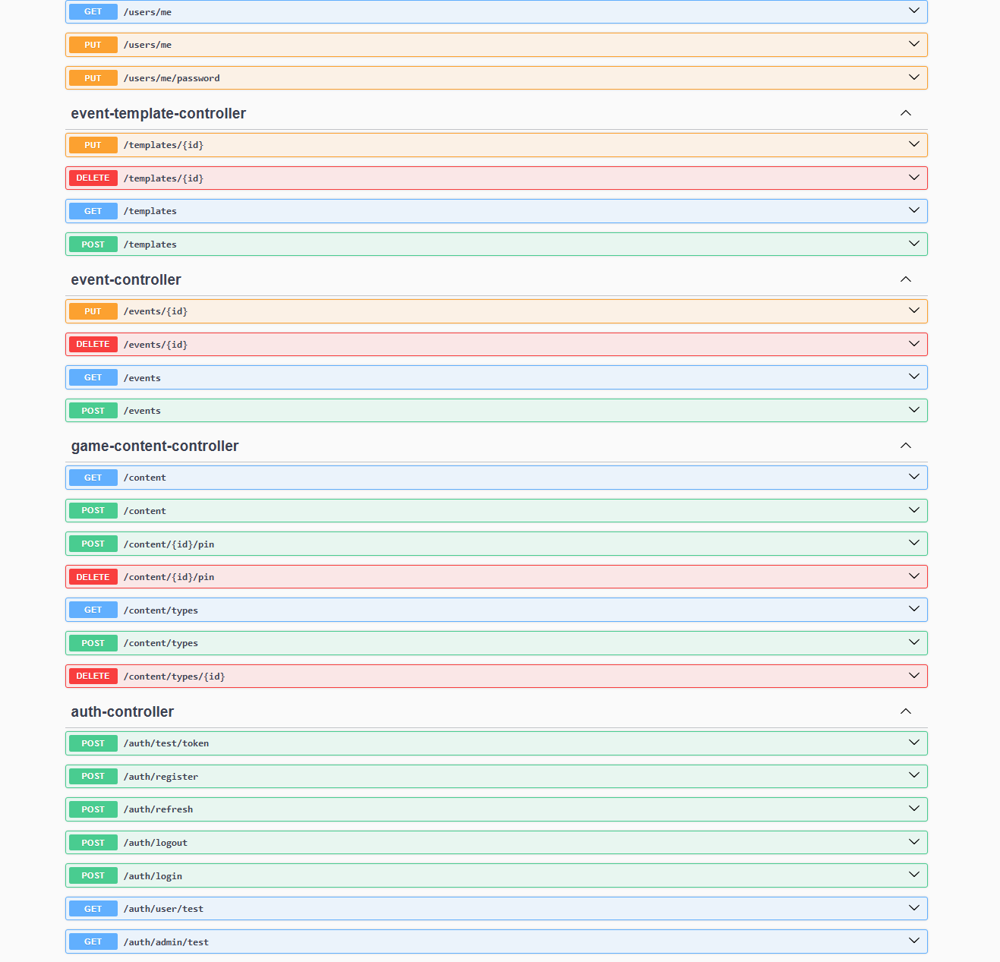 GET /users/me
PUT /users/me
PUT /users/me/password
event-template-controller
PUT /templates/{id}
DELETE /templates/{id}
GET /templates
POST /templates
event-controller
PUT /events/{id}
DELETE /events/{id}
GET /events
POST /events
game-content-controller
GET /content
POST /content
POST /content/{id}/pin
DELETE /content/{id}/pin
GET /content/types
POST /content/types
DELETE /content/types/{id}
auth-controller
POST /auth/test/token
POST /auth/register
POST /auth/refresh
POST /auth/logout
POST /auth/login
GET /auth/user/test
GET /auth/admin/test